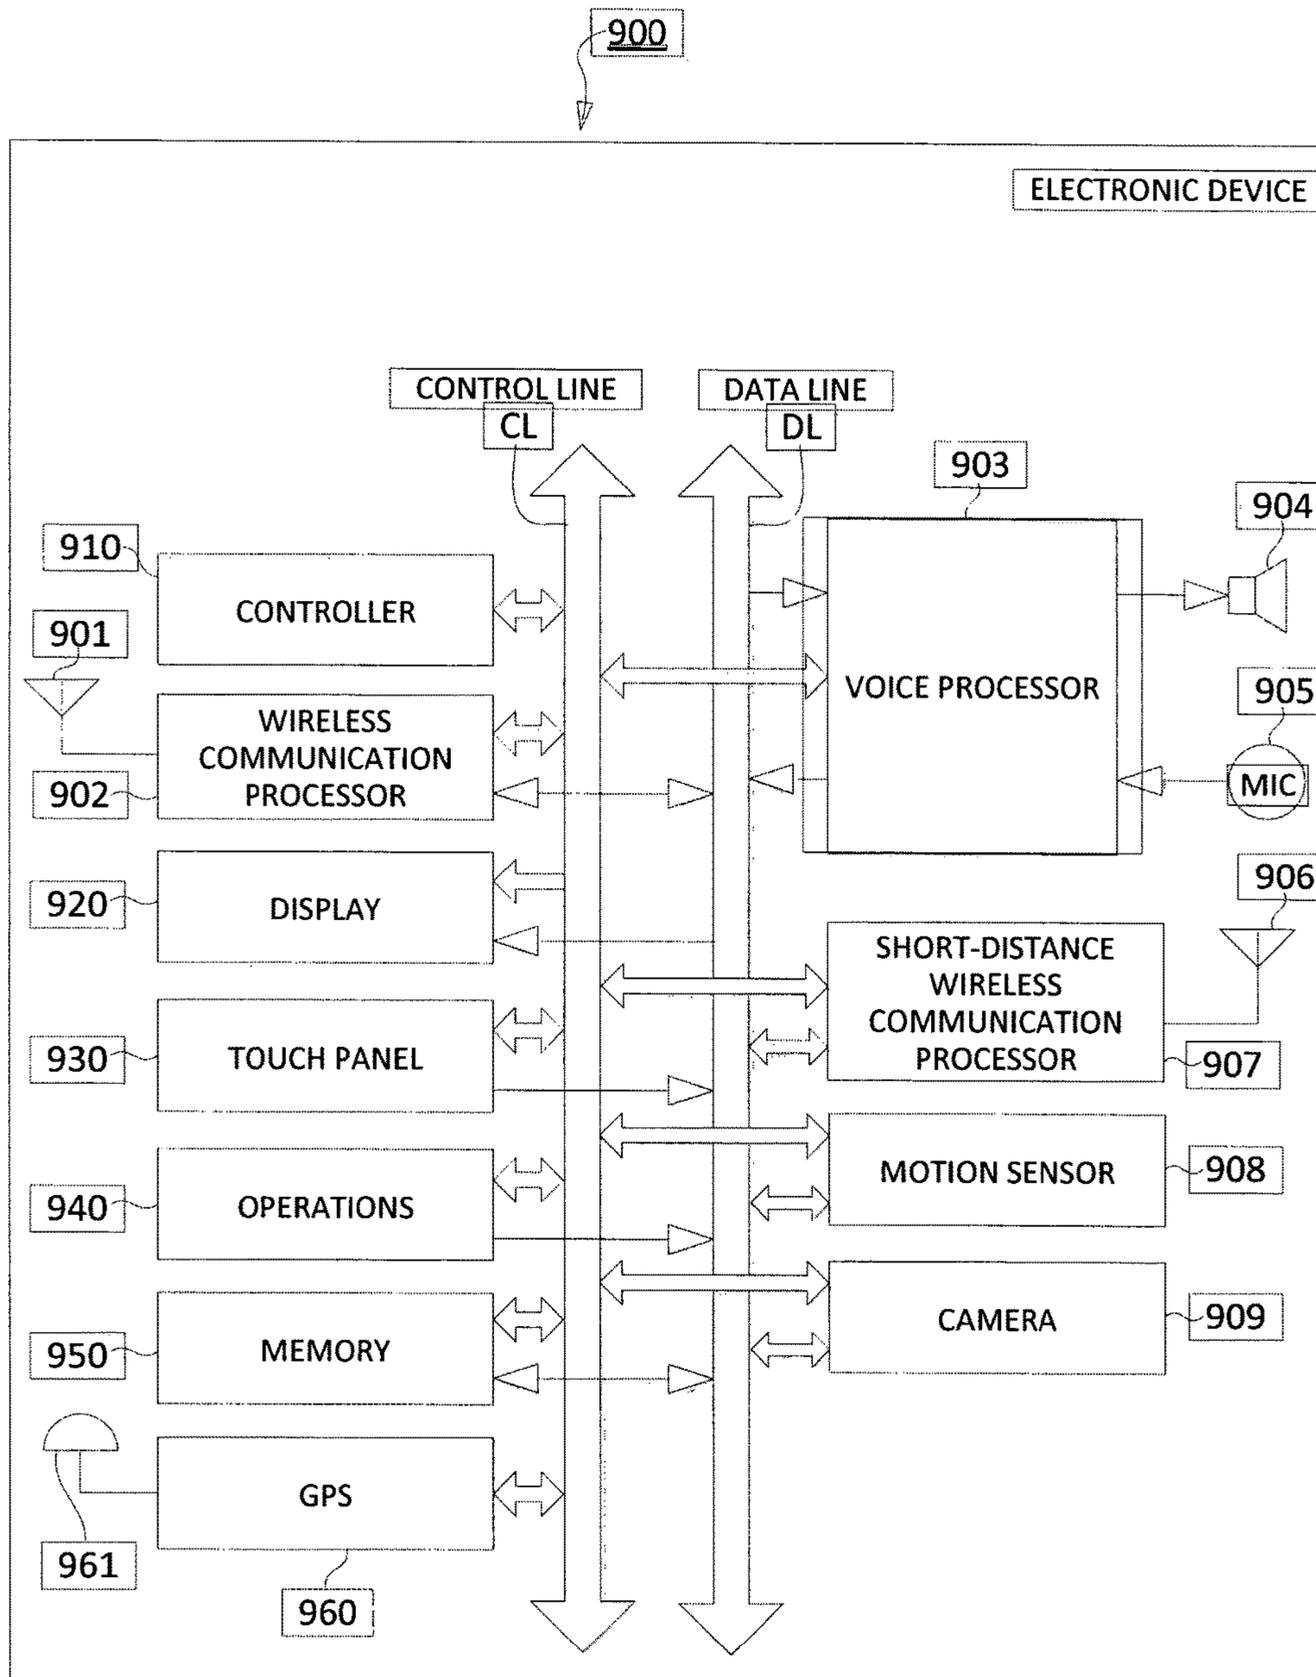 900
ELECTRONIC DEVICE
CONTROL LINE
CL
DATA LINE
DL
903
904
910
CONTROLLER
901
WIRELESS
COMMUNICATION
PROCESSOR
902
VOICE PROCESSOR
905
MIC
906
920
DISPLAY
SHORT-DISTANCE
WIRELESS
COMMUNICATION
PROCESSOR
907
930
TOUCH PANEL
MOTION SENSOR
908
940
OPERATIONS
CAMERA
909
950
MEMORY
GPS
961
960